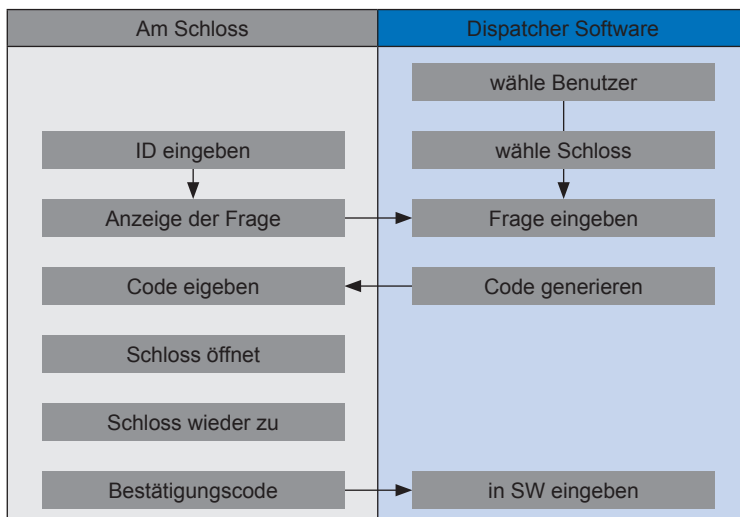 Am Schloss
Dispatcher Software
wähle Benutzer
ID eingeben
wähle Schloss
Anzeige der Frage
Frage eingeben
Code eigeben
Code generieren
Schloss öffnet
Schloss wieder zu
Bestätigungscode
in SW eingeben